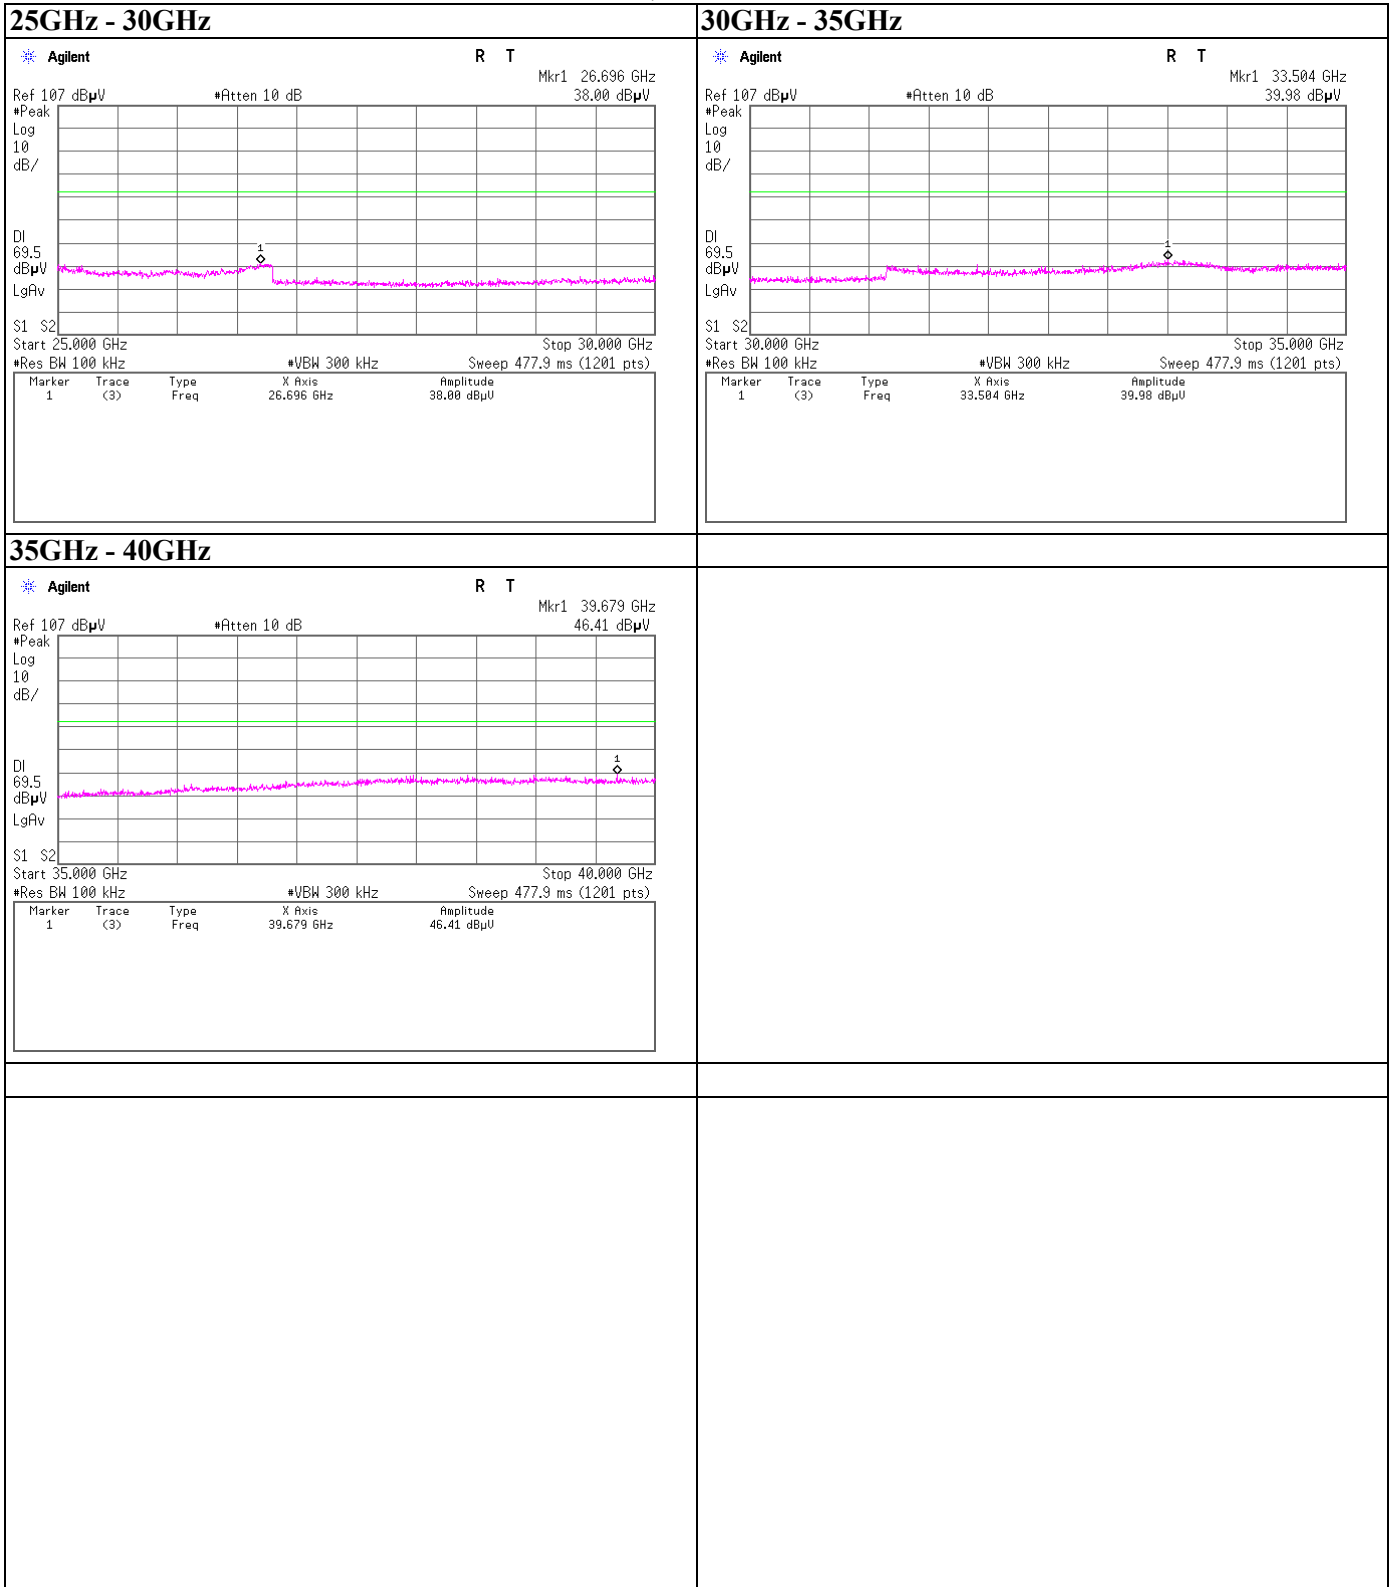 25GHz - 30GHz
Agilent
R T
Mkr1 26.696 GHz
Ref 107 dBµV #Atten 10 dB 38.00 dBµV
#Peak
Log
10
dB/
1
DI
69.5
dBµV
LgAv
S1 S2
Start 25.000 GHz Stop 30.000 GHz
#Res BW 100 kHz #VBW 300 kHz Sweep 477.9 ms (1201 pts)
Marker Trace Type X Axis Amplitude
1 (3) Freq 26.696 GHz 38.00 dBµV
30GHz - 35GHz
Agilent
R T
Mkr1 33.504 GHz
Ref 107 dBµV #Atten 10 dB 39.98 dBµV
#Peak
Log
10
dB/
1
DI
69.5
dBµV
LgAv
S1 S2
Start 30.000 GHz Stop 35.000 GHz
#Res BW 100 kHz #VBW 300 kHz Sweep 477.9 ms (1201 pts)
Marker Trace Type X Axis Amplitude
1 (3) Freq 33.504 GHz 39.98 dBµV
35GHz - 40GHz
Agilent
R T
Mkr1 39.679 GHz
Ref 107 dBµV #Atten 10 dB 46.41 dBµV
#Peak
Log
10
dB/
1
DI
69.5
dBµV
LgAv
S1 S2
Start 35.000 GHz Stop 40.000 GHz
#Res BW 100 kHz #VBW 300 kHz Sweep 477.9 ms (1201 pts)
Marker Trace Type X Axis Amplitude
1 (3) Freq 39.679 GHz 46.41 dBµV